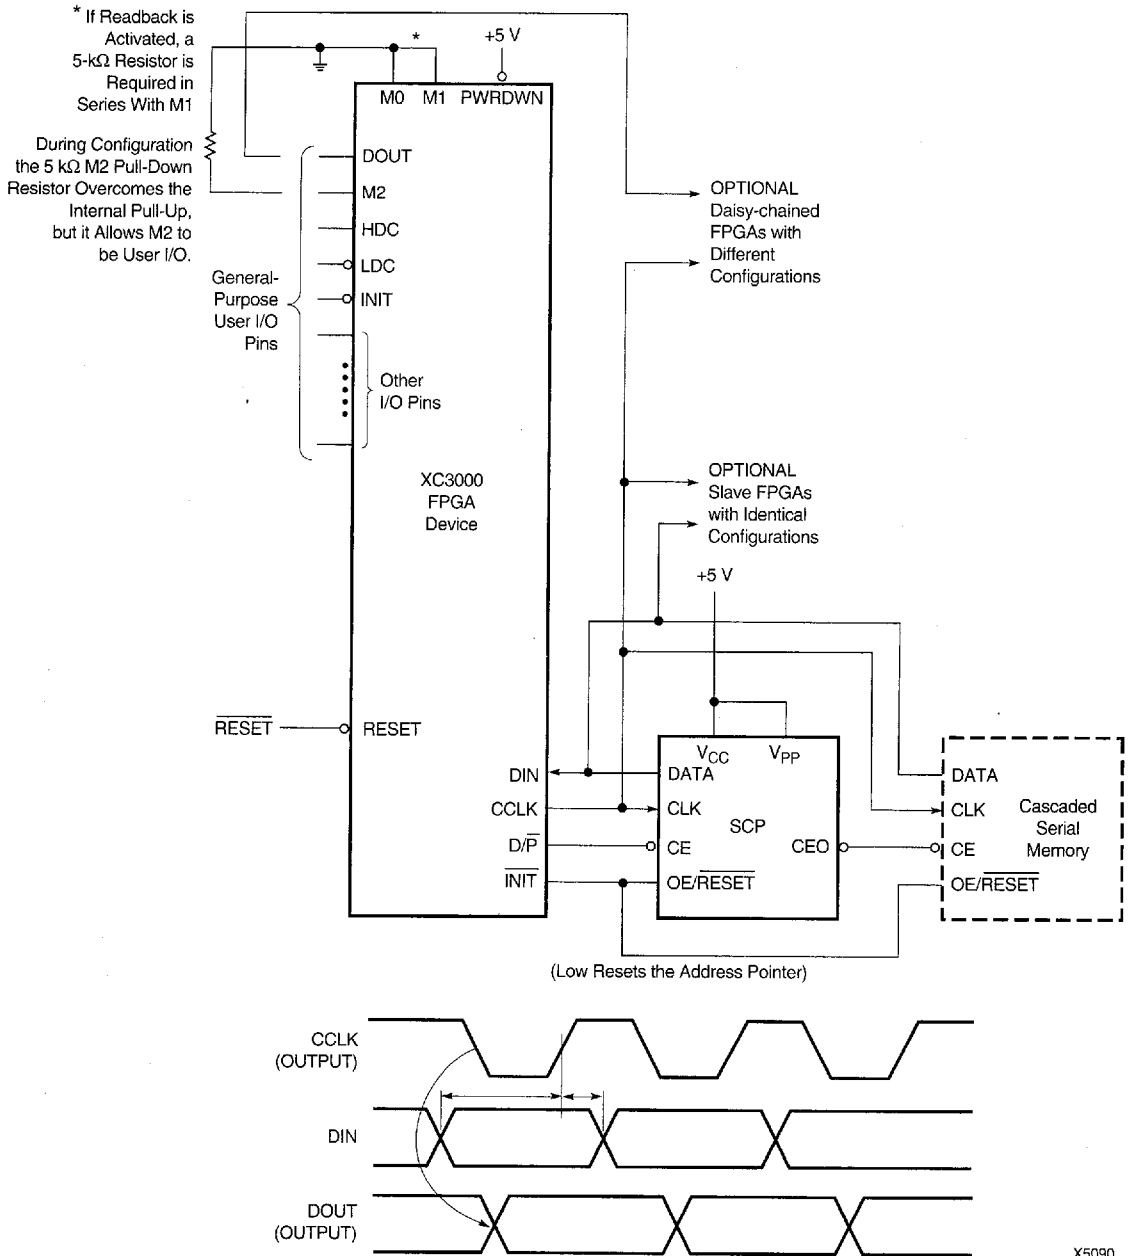 * If Readback is
Activated, a
5-kΩ Resistor is
Required in
Series With M1
+5 V
*
M0 M1 PWRDWN
During Configuration
the 5 kΩ M2 Pull-Down
Resistor Overcomes the
Internal Pull-Up,
but it Allows M2 to
be User I/O.
DOUT
M2
HDC
LDC
INIT
General-
Purpose
User I/O
Pins
Other
I/O Pins
OPTIONAL
Daisy-chained
FPGAs with
Different
Configurations
XC3000
FPGA
Device
OPTIONAL
Slave FPGAs
with Identical
Configurations
+5 V
RESET
RESET
DIN
CCLK
D/P
INIT
VCC VPP
DATA
CLK
SCP
CE
CEO
OE/RESET
DATA
CLK
Cascaded
Serial
Memory
CE
OE/RESET
(Low Resets the Address Pointer)
CCLK
(OUTPUT)
DIN
DOUT
(OUTPUT)
X5090